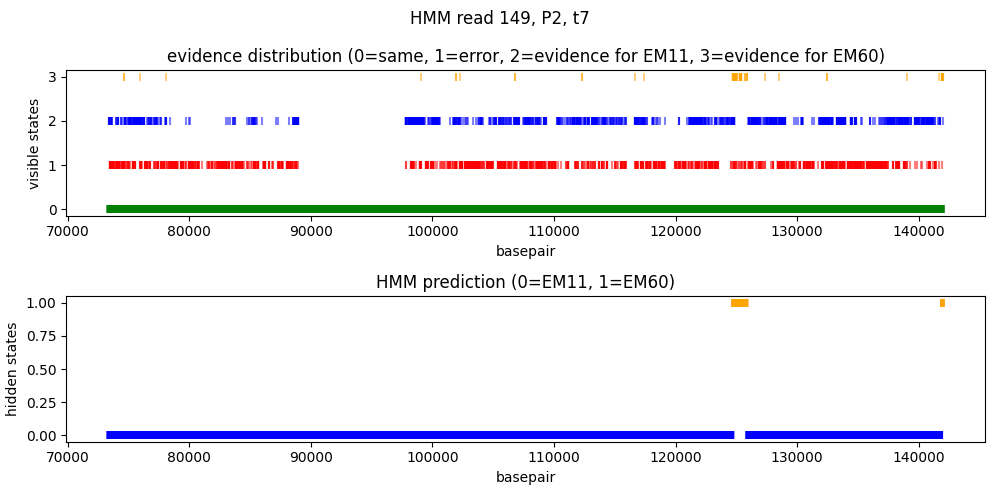 HMM read 149, P2, t7
evidence distribution (0=same, 1=error, 2=evidence for EM11, 3=evidence for EM60)
visible states
3
2
1
0
70000 80000 90000 100000 110000 120000 130000 140000
basepair
HMM prediction (0=EM11, 1=EM60)
hidden states
1.00
0.75
0.50
0.25
0.00
70000 80000 90000 100000 110000 120000 130000 140000
basepair